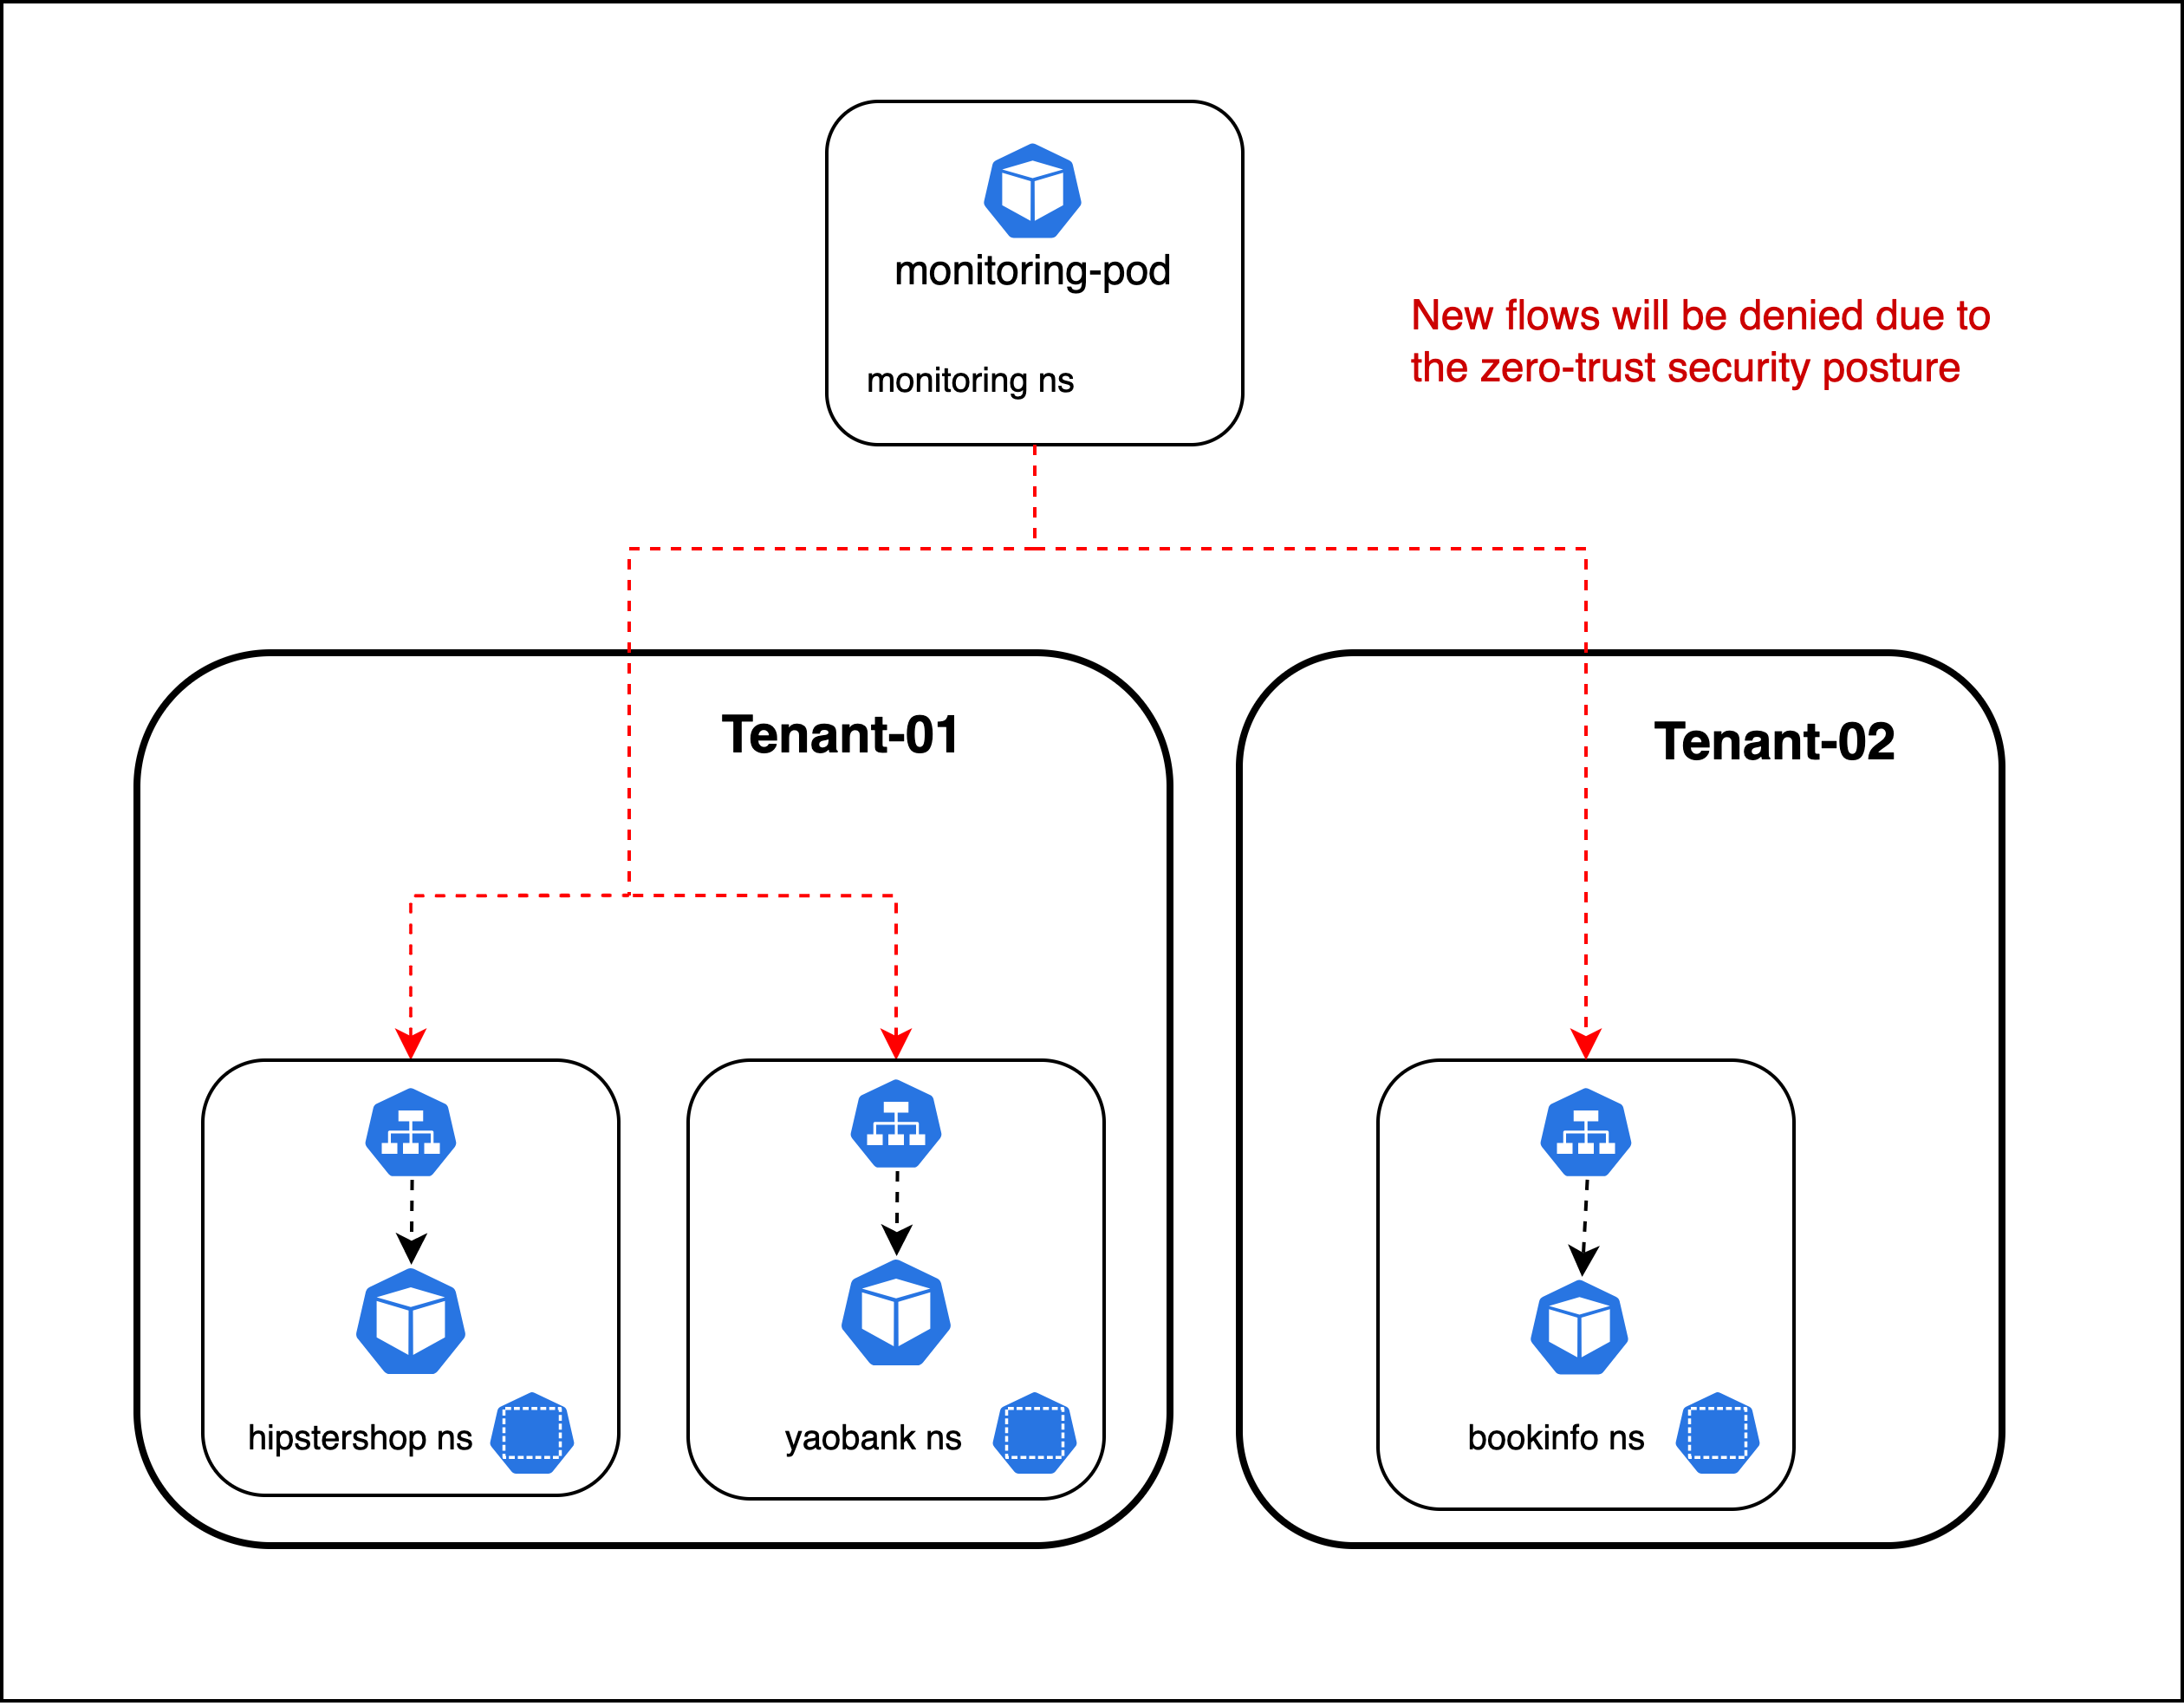 monitoring-pod
monitoring ns
New flows will be denied due to
the zero-trust security posture
Tenant-01
Tenant-02
hipstershop ns
yaobank ns
bookinfo ns